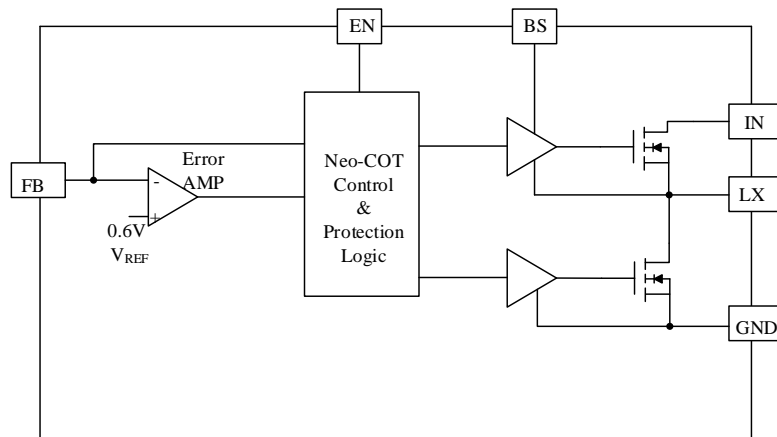 EN
BS
IN
FB
Error
AMP
-
+
0.6V
VREF
Neo-COT
Control
&
Protection
Logic
LX
GND